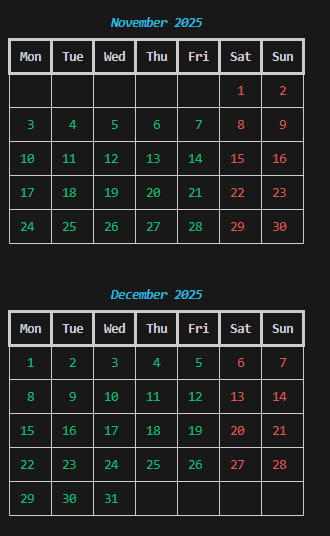 November 2025
Mon Tue Wed Thu Fri Sat Sun
1 2
3 4 5 6 7 8 9
10 11 12 13 14 15 16
17 18 19 20 21 22 23
24 25 26 27 28 29 30
December 2025
Mon Tue Wed Thu Fri Sat Sun
1 2 3 4 5 6 7
8 9 10 11 12 13 14
15 16 17 18 19 20 21
22 23 24 25 26 27 28
29 30 31